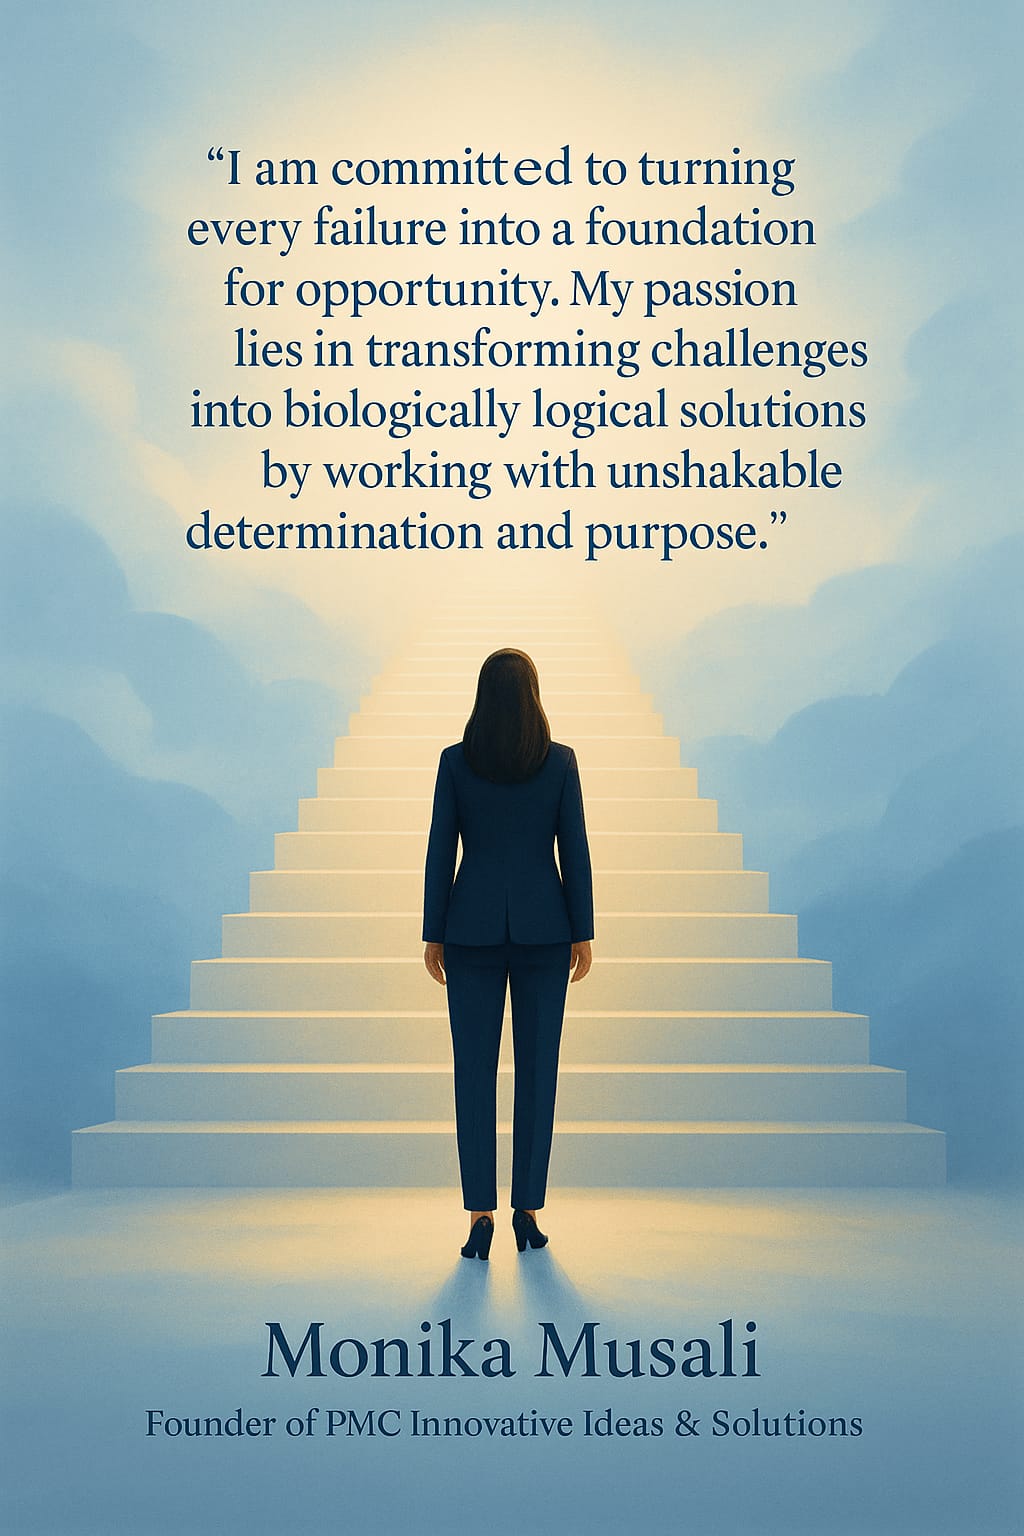 “I am committed to turning
every failure into a foundation
for opportunity. My passion
lies in transforming challenges
into biologically logical solutions
by working with unshakable
determination and purpose.”
Monika Musali
Founder of PMC Innovative Ideas & Solutions